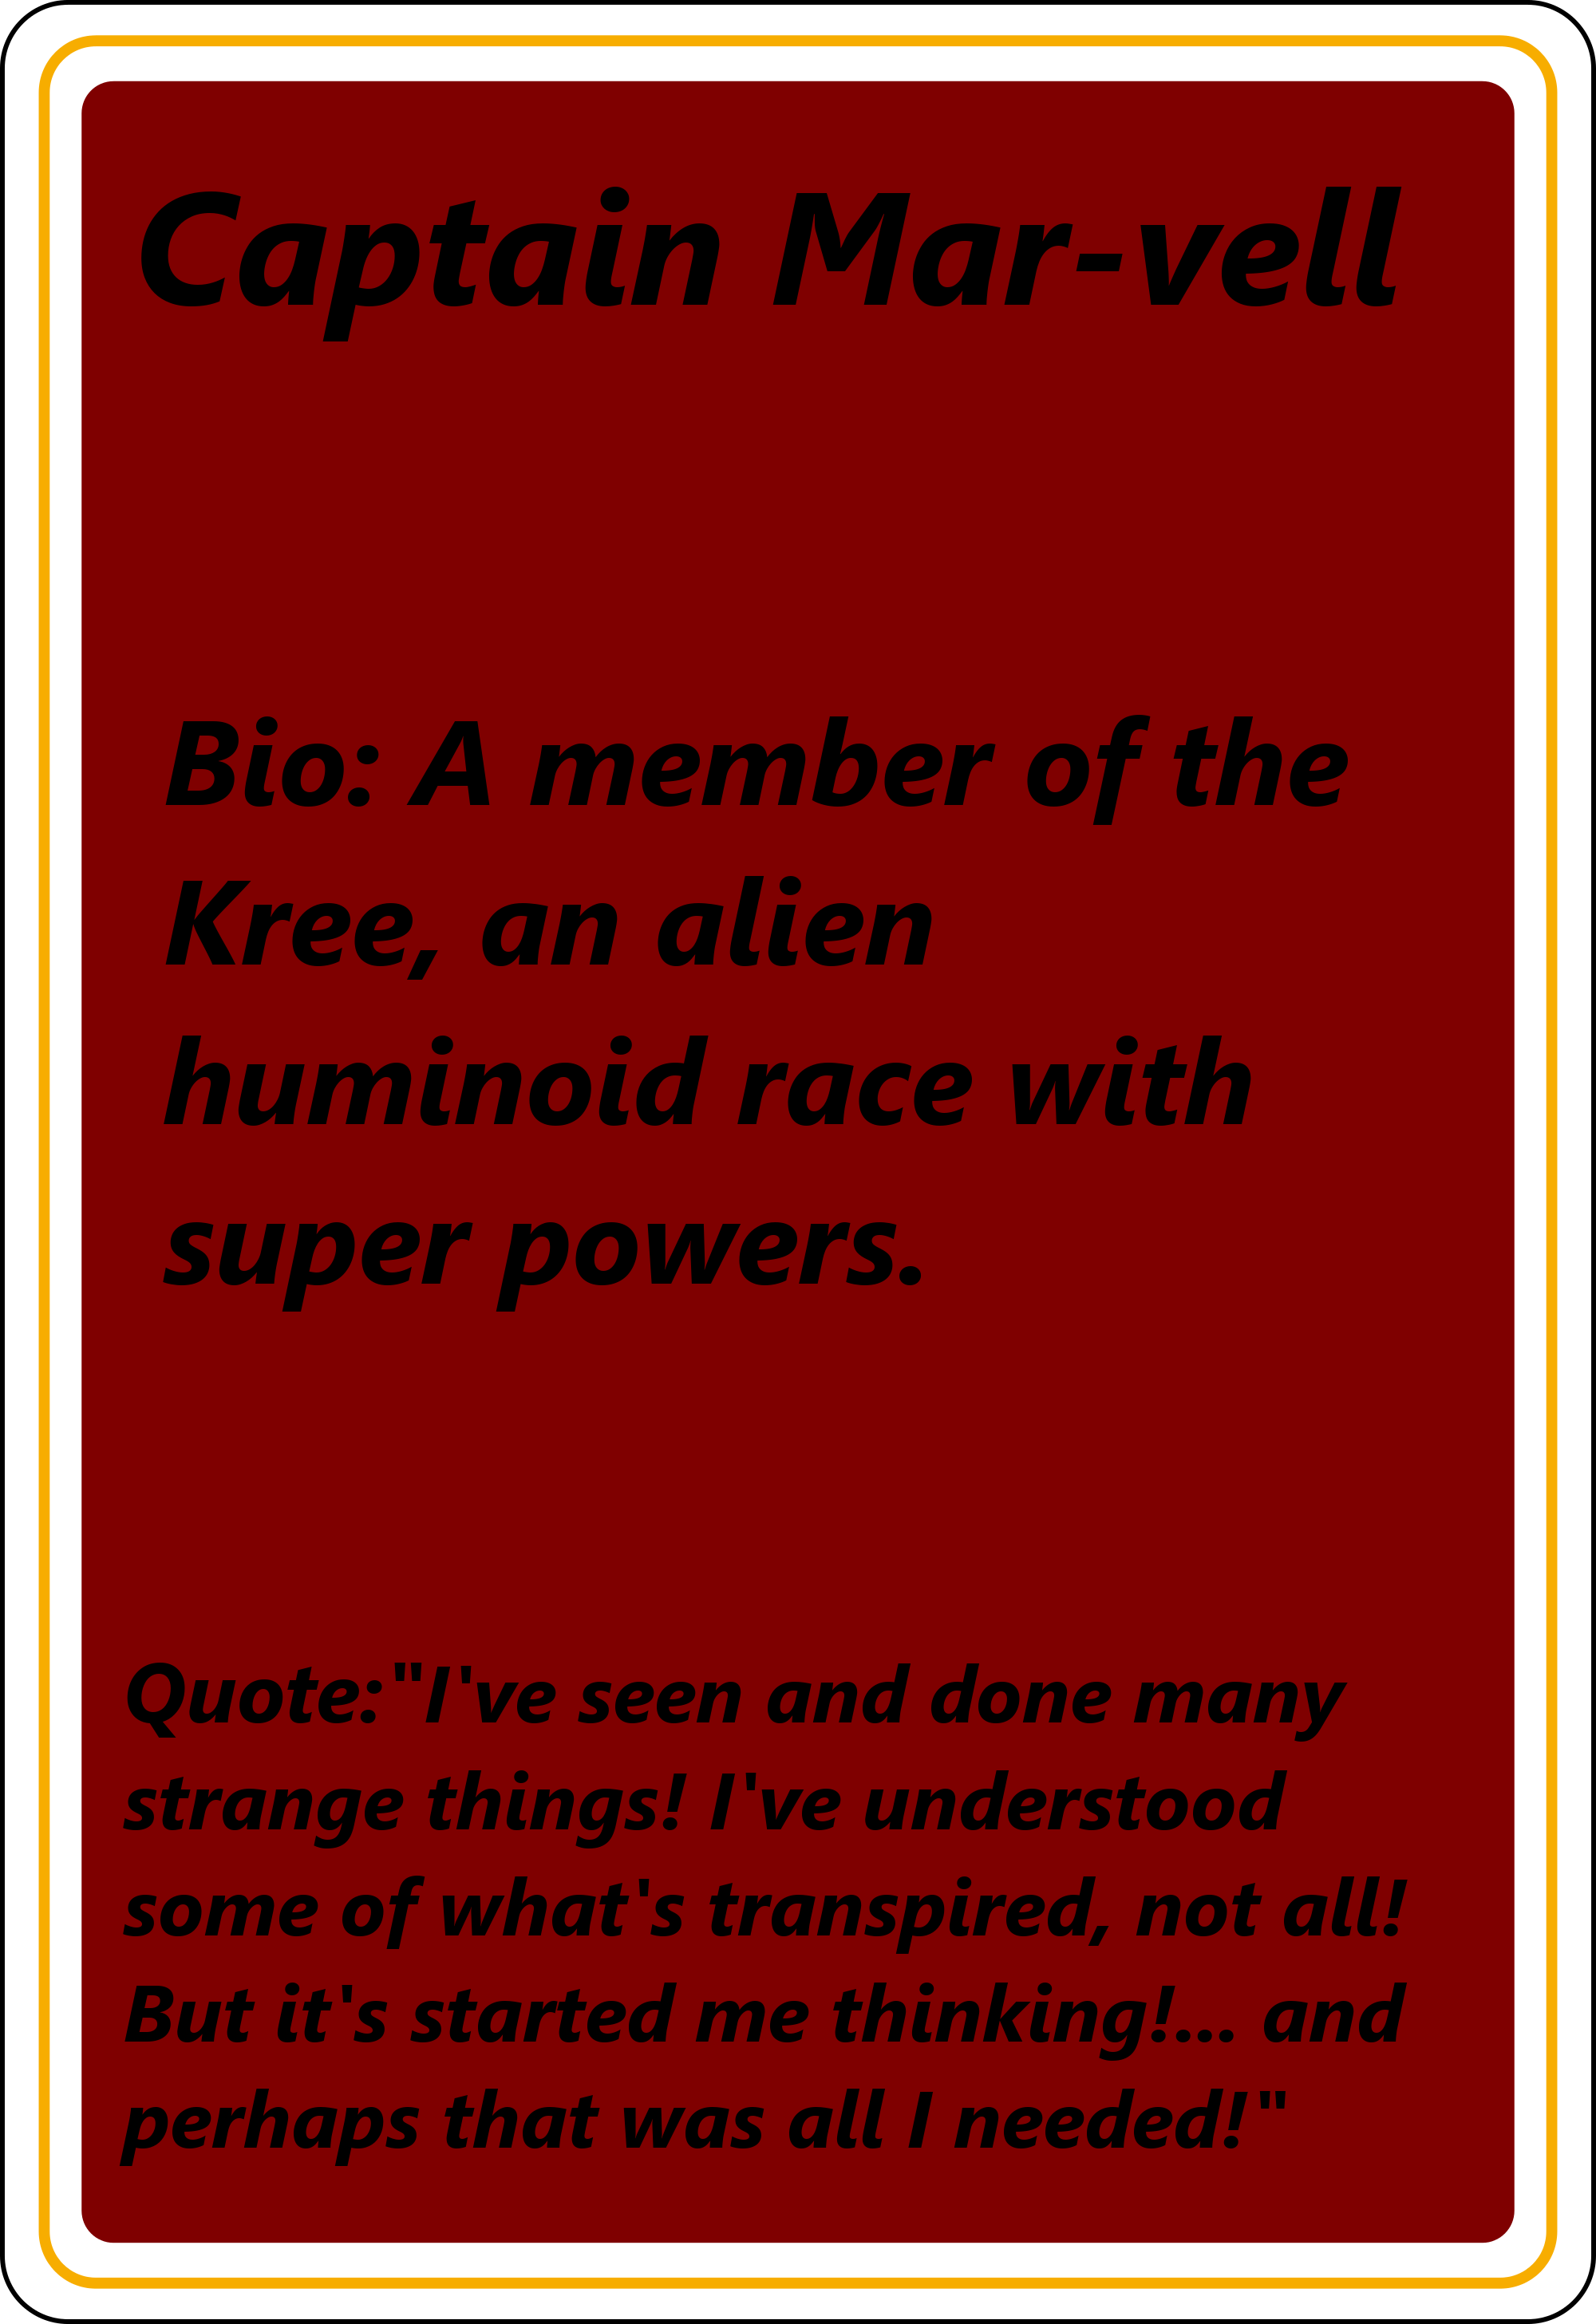 Captain Mar-vell
Bio: A member of the
Kree, an alien
huminoid race with
super powers.
Quote:"I've seen and done many
strange things! I've understood
some of what's transpired, not all!
But it's started me thinking!... and
perhaps that was all I needed!"